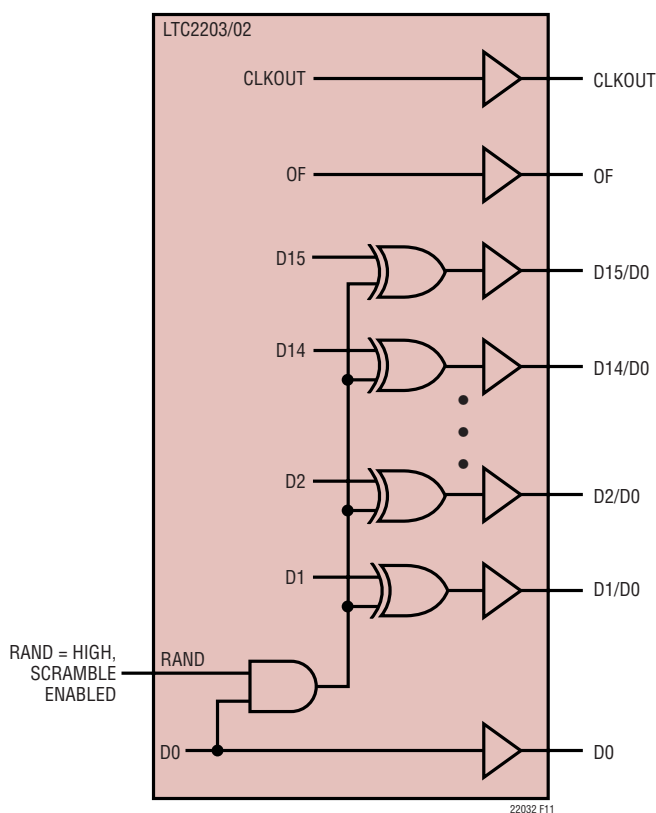 LTC2203/02
CLKOUT
CLKOUT
OF
OF
D15
D15/D0
D14
D14/D0
D2
D2/D0
D1
D1/D0
RAND = HIGH,
SCRAMBLE
ENABLED
RAND
D0
D0
22032 F11